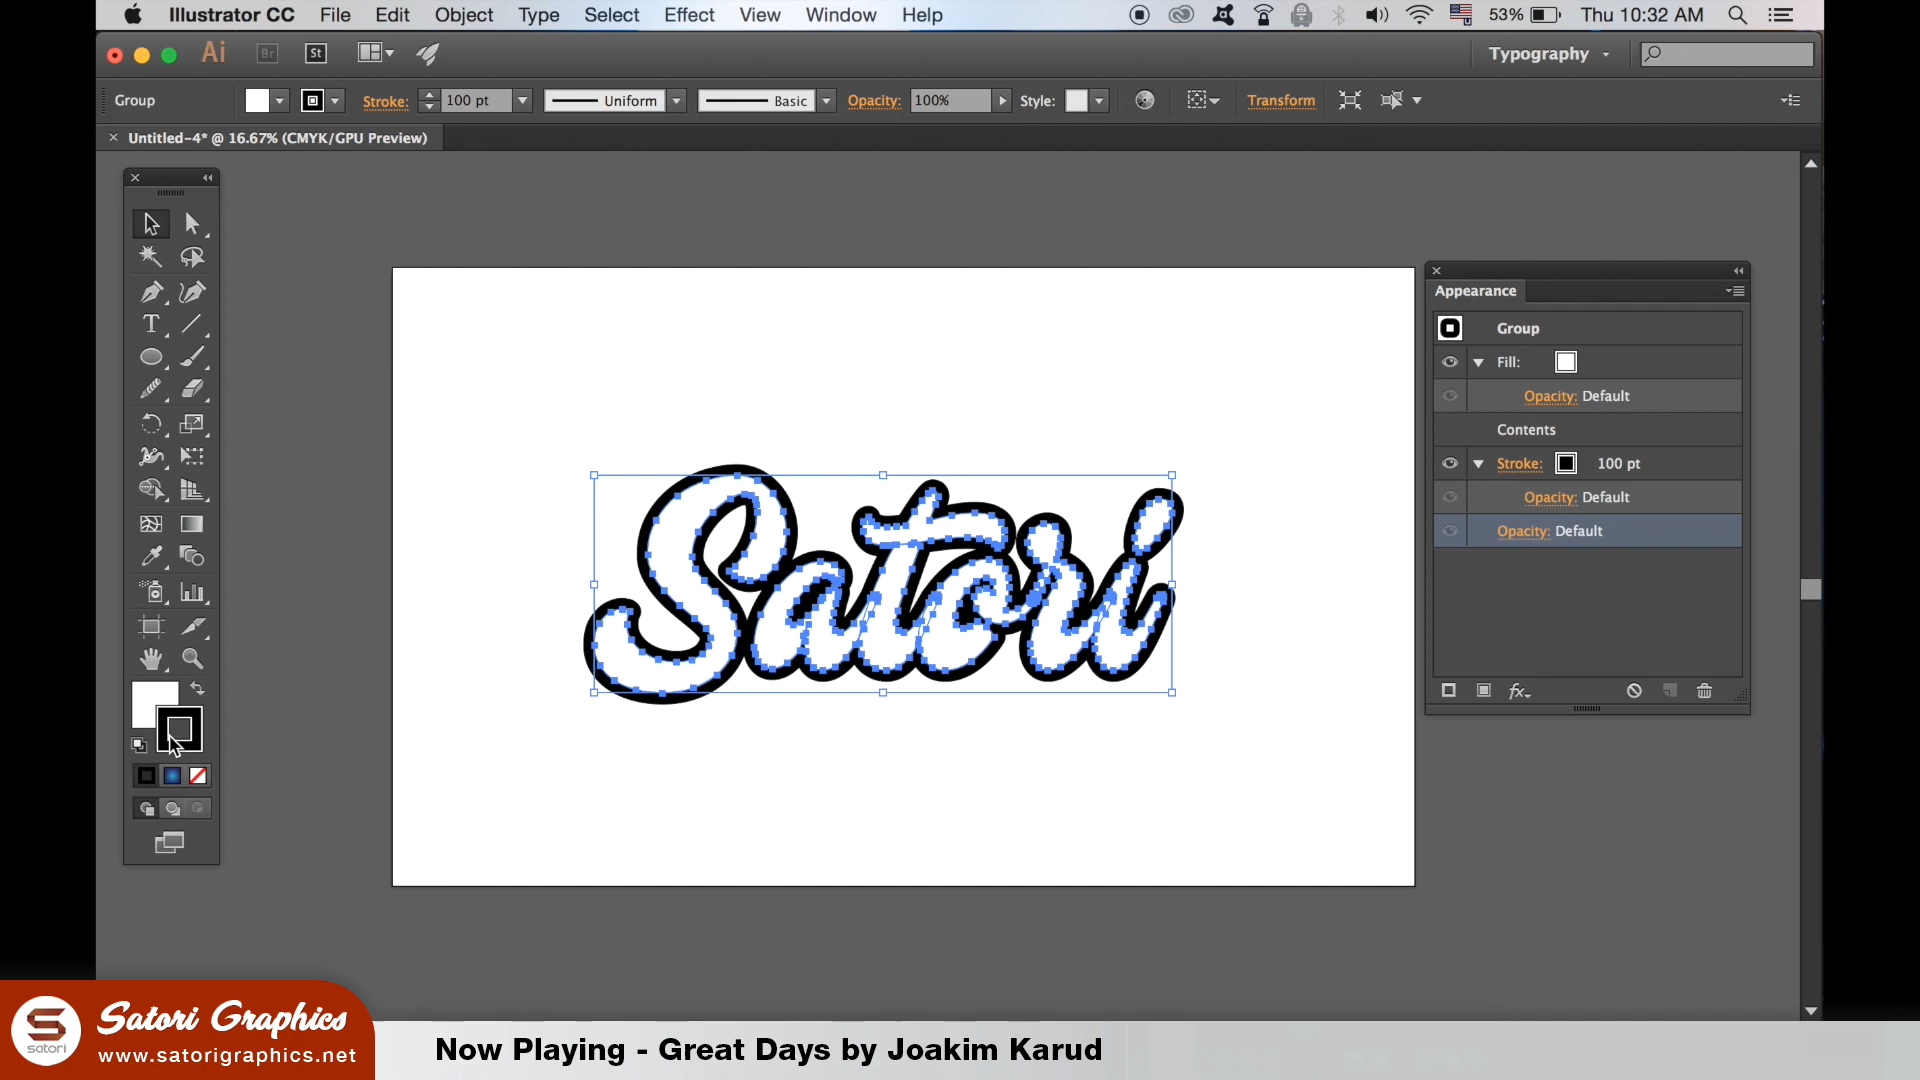 Illustrator CC File Edit Object Type Select Effect View Window Help 53% Thu 10:32 AM
Ai Br St Typography
Group Stroke: 100 pt Uniform Basic Opacity: 100% Style: Transform
× Untitled-4* @ 16.67% (CMYK/GPU Preview)
Appearance
Group
Fill:
Opacity: Default
Contents
Stroke: 100 pt
Opacity: Default
Opacity: Default
fx
T
Satori
Satori Graphics
satori
www.satorigraphics.net
Now Playing - Great Days by Joakim Karud